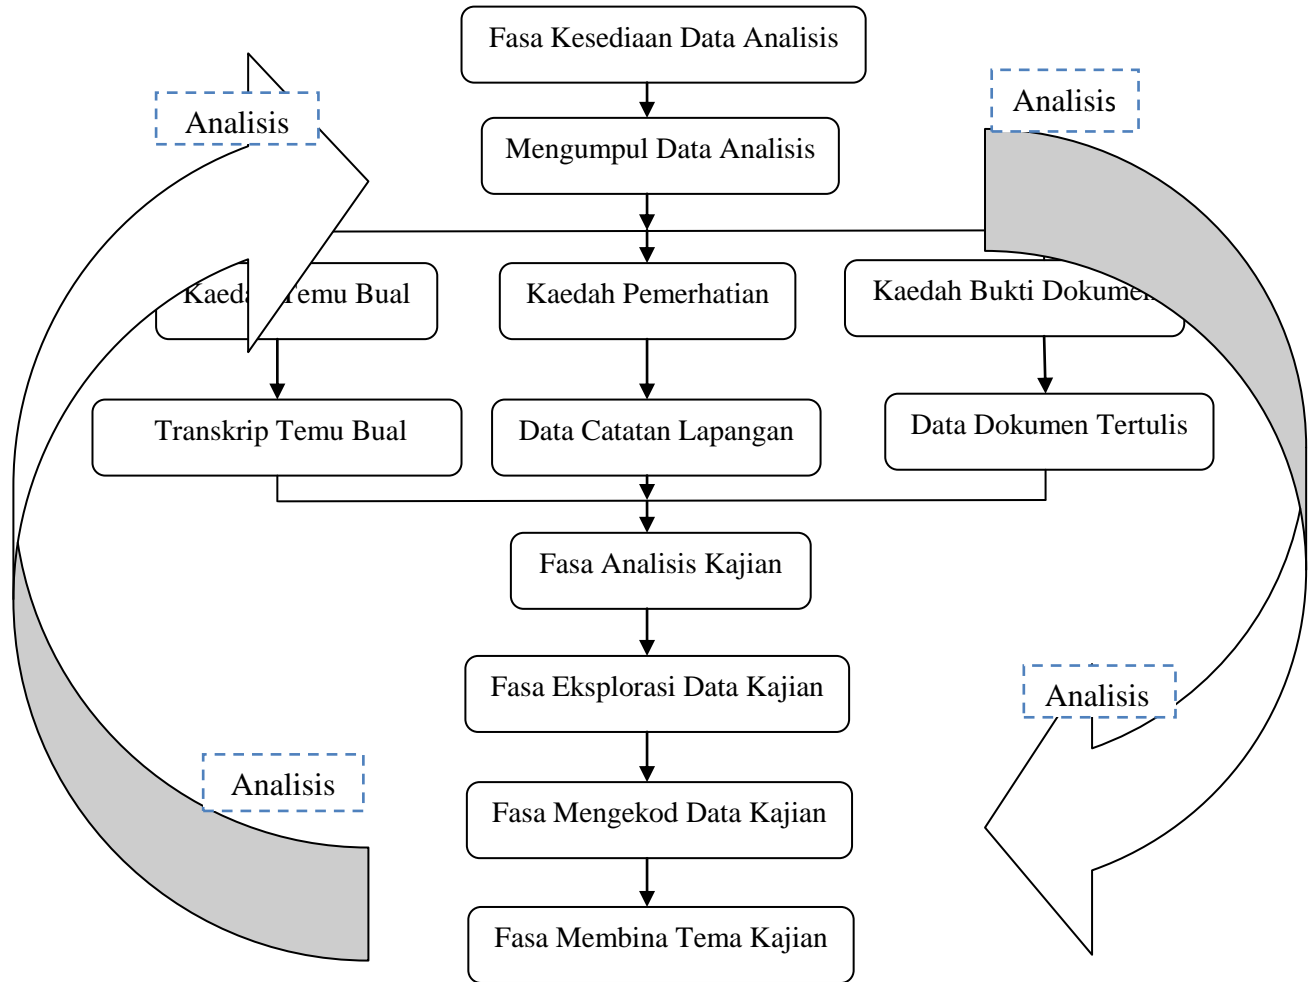 Fasa Kesediaan Data Analisis
Analisis
Analisis
Mengumpul Data Analisis
Kaedah Temu Bual
Kaedah Pemerhatian
Kaedah Bukti Dokumen
Transkrip Temu Bual
Data Catatan Lapangan
Data Dokumen Tertulis
Fasa Analisis Kajian
Fasa Eksplorasi Data Kajian
Analisis
Analisis
Fasa Mengekod Data Kajian
Fasa Membina Tema Kajian